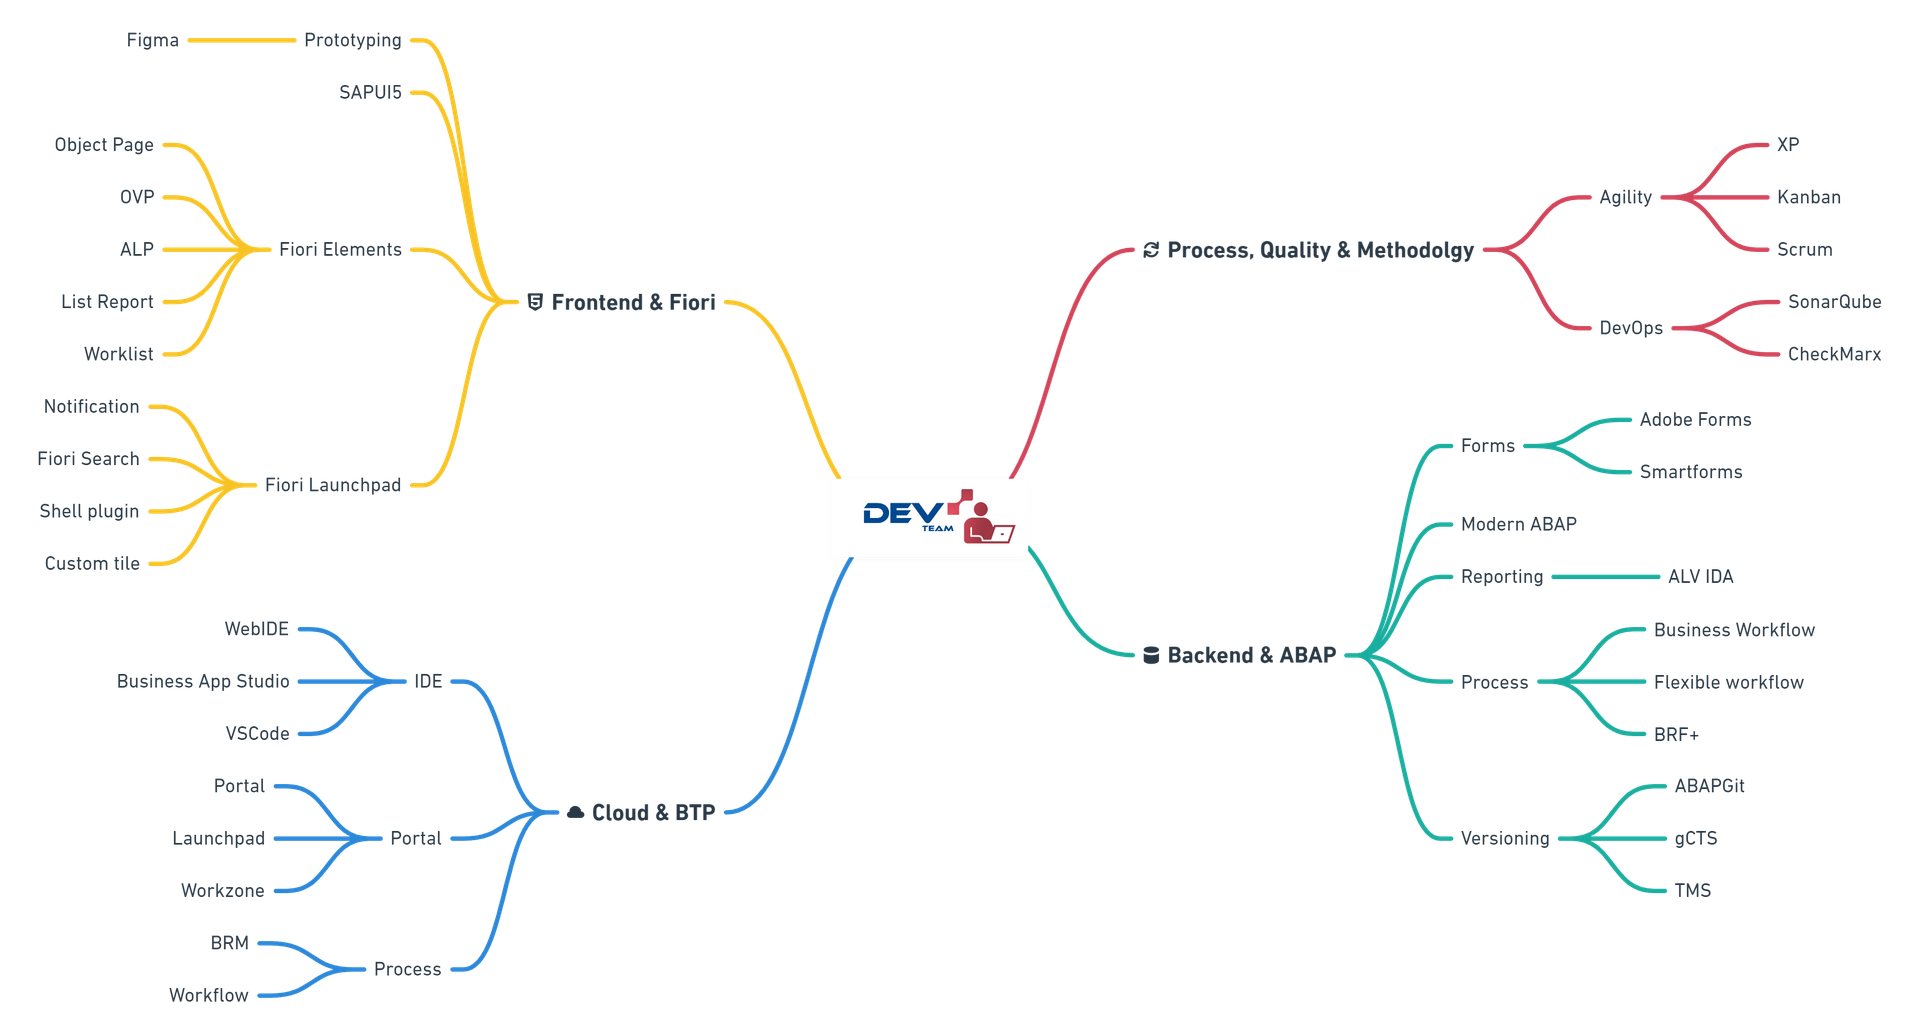 Figma
Prototyping
SAPUI5
Object Page
OVP
ALP
List Report
Worklist
Fiori Elements
Notification
Fiori Search
Shell plugin
Custom tile
Fiori Launchpad
Frontend & Fiori
WebIDE
Business App Studio
VSCode
IDE
Portal
Launchpad
Workzone
Portal
BRM
Workflow
Process
Cloud & BTP
DEV
TEAM
Process, Quality & Methodolgy
Agility
XP
Kanban
Scrum
DevOps
SonarQube
CheckMarx
Backend & ABAP
Forms
Adobe Forms
Smartforms
Modern ABAP
Reporting
ALV IDA
Process
Business Workflow
Flexible workflow
BRF+
Versioning
ABAPGit
gCTS
TMS